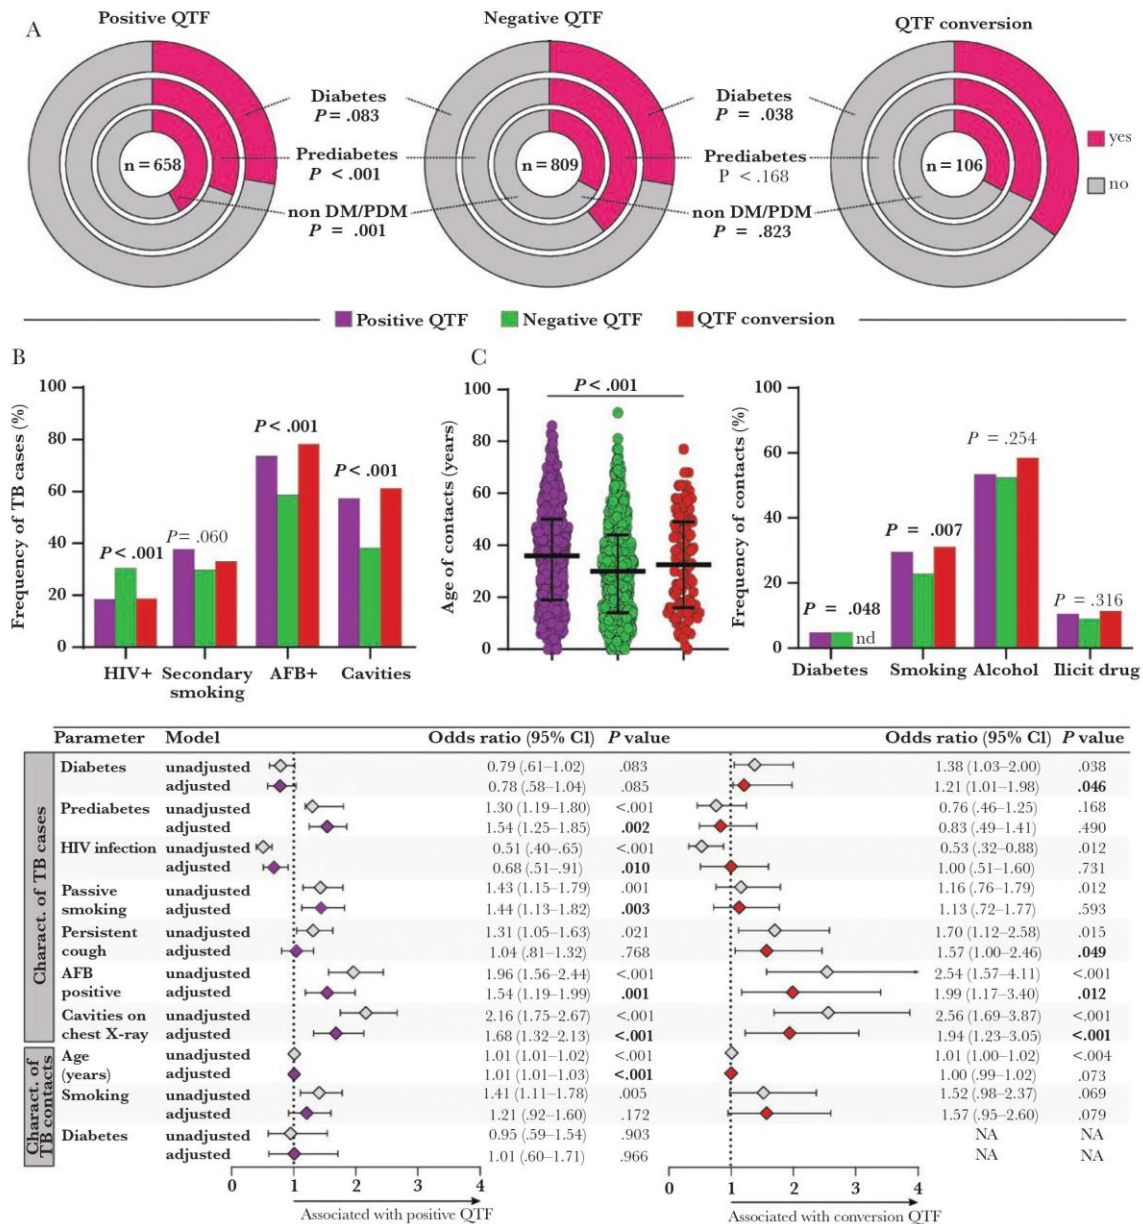 A
Positive QTF
Negative QTF
QTF conversion
Diabetes
P = .083
Prediabetes
P < .001
non DM/PDM
P = .001
n = 658
n = 809
n = 106
Diabetes
P = .038
Prediabetes
P < .168
non DM/PDM
P = .823
yes
no
Positive QTF Negative QTF QTF conversion
B
Frequency of TB cases (%)
100
80
60
40
20
0
P < .001
P = .060
P < .001
P < .001
HIV+ Secondary smoking AFB+ Cavities
C
Age of contacts (years)
100
80
60
40
20
0
P < .001
Frequency of contacts (%)
100
80
60
40
20
0
P = .048
nd
P = .007
P = .254
P = .316
Diabetes Smoking Alcohol Ilicit drug
Parameter Model Odds ratio (95% CI) P value Odds ratio (95% CI) P value
Charact. of TB cases
Diabetes unadjusted 0.79 (.61–1.02) .083 1.38 (1.03–2.00) .038
adjusted 0.78 (.58–1.04) .085 1.21 (1.01–1.98) .046
Prediabetes unadjusted 1.30 (1.19–1.80) <.001 0.76 (.46–1.25) .168
adjusted 1.54 (1.25–1.85) .002 0.83 (.49–1.41) .490
HIV infection unadjusted 0.51 (.40–.65) <.001 0.53 (.32–0.88) .012
adjusted 0.68 (.51–.91) .010 1.00 (.51–1.60) .731
Passive unadjusted 1.43 (1.15–1.79) .001 1.16 (.76–1.79) .012
smoking adjusted 1.44 (1.13–1.82) .003 1.13 (.72–1.77) .593
Persistent unadjusted 1.31 (1.05–1.63) .021 1.70 (1.12–2.58) .015
cough adjusted 1.04 (.81–1.32) .768 1.57 (1.00–2.46) .049
AFB unadjusted 1.96 (1.56–2.44) <.001 2.54 (1.57–4.11) <.001
positive adjusted 1.54 (1.19–1.99) .001 1.99 (1.17–3.40) .012
Cavities on unadjusted 2.16 (1.75–2.67) <.001 2.56 (1.69–3.87) <.001
chest X-ray adjusted 1.68 (1.32–2.13) <.001 1.94 (1.23–3.05) <.001
Charact. of TB contacts
Age unadjusted 1.01 (1.01–1.02) <.001 1.01 (1.00–1.02) <.004
(years) adjusted 1.01 (1.01–1.03) <.001 1.00 (.99–1.02) .073
Smoking unadjusted 1.41 (1.11–1.78) .005 1.52 (.98–2.37) .069
adjusted 1.21 (.92–1.60) .172 1.57 (.95–2.60) .079
Diabetes unadjusted 0.95 (.59–1.54) .903 NA NA
adjusted 1.01 (.60–1.71) .966 NA NA
0 1 2 3 4
Associated with positive QTF
0 1 2 3 4
Associated with conversion QTF